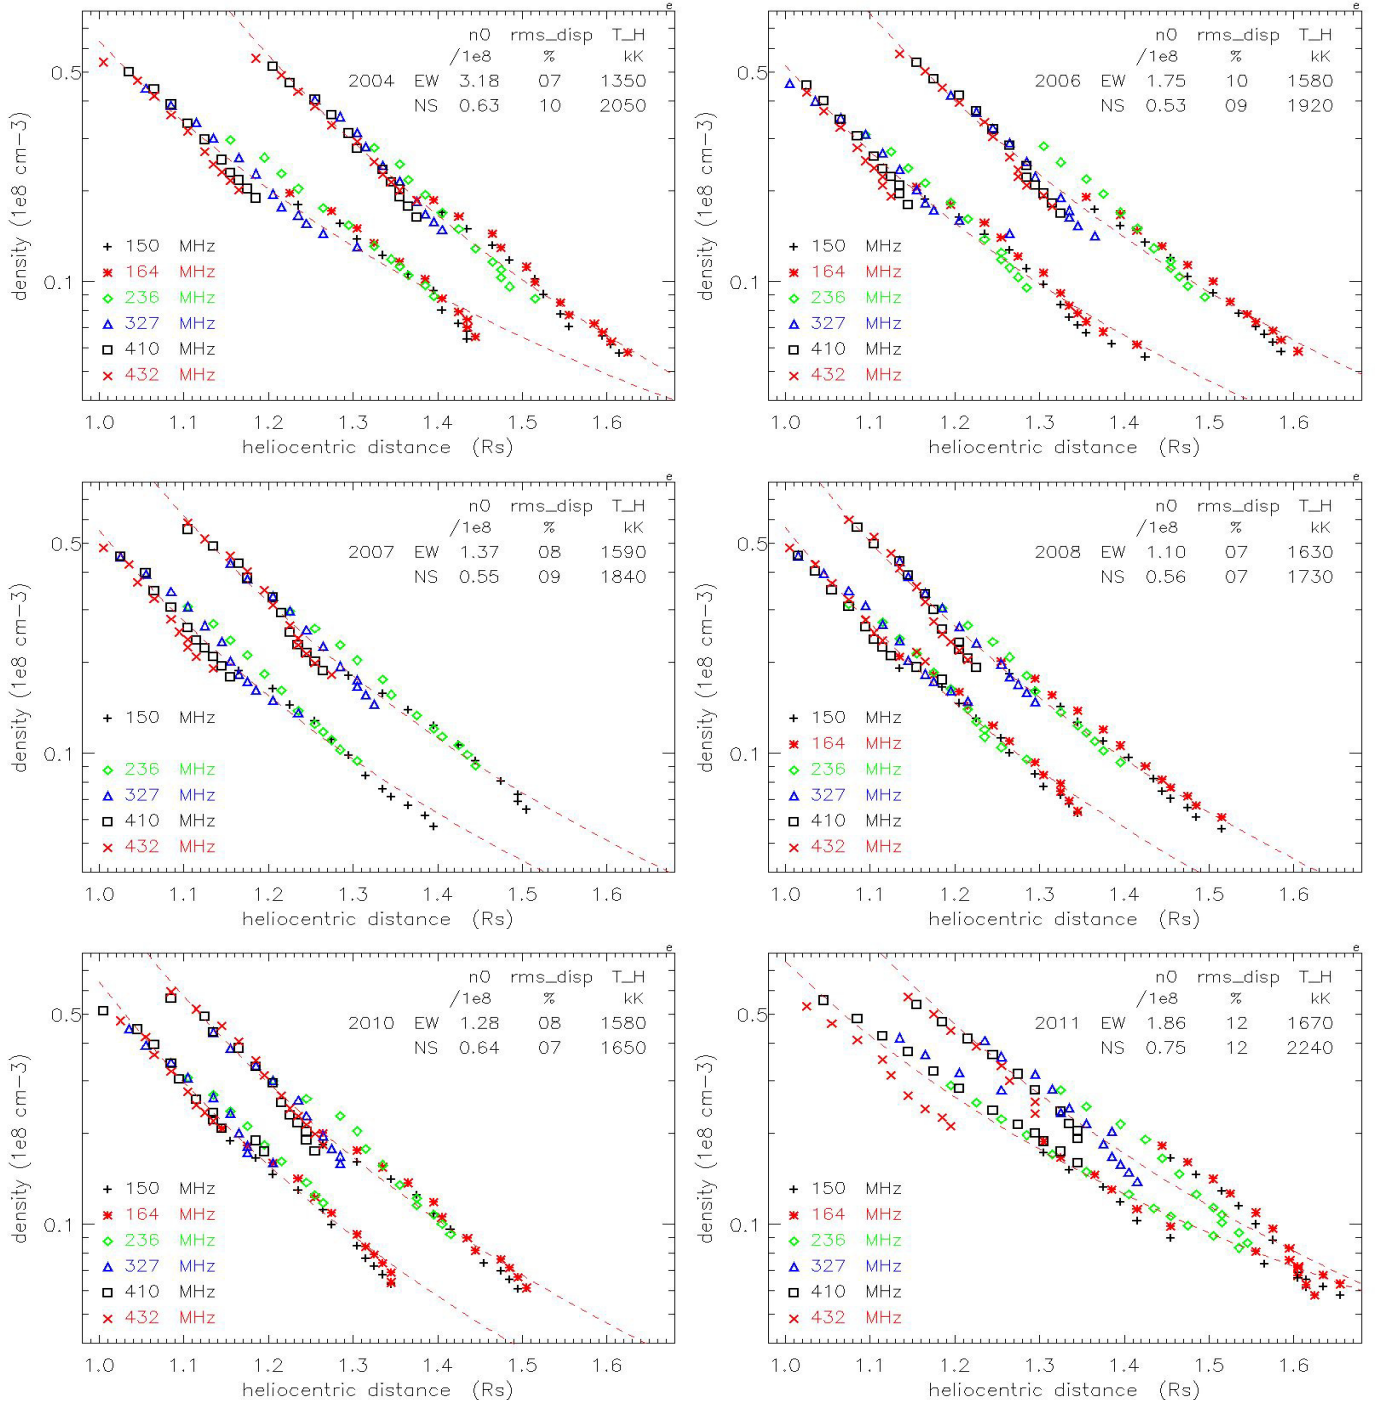 e
n0 rms_disp T_H
/1e8 % kK
2004 EW 3.18 07 1350
NS 0.63 10 2050
0.5
0.1
density (1e8 cm-3)
150 MHz
164 MHz
236 MHz
327 MHz
410 MHz
432 MHz
1.0 1.1 1.2 1.3 1.4 1.5 1.6
heliocentric distance (Rs)
e
n0 rms_disp T_H
/1e8 % kK
2006 EW 1.75 10 1580
NS 0.53 09 1920
0.5
0.1
density (1e8 cm-3)
150 MHz
164 MHz
236 MHz
327 MHz
410 MHz
432 MHz
1.0 1.1 1.2 1.3 1.4 1.5 1.6
heliocentric distance (Rs)
e
n0 rms_disp T_H
/1e8 % kK
2007 EW 1.37 08 1590
NS 0.55 09 1840
0.5
0.1
density (1e8 cm-3)
150 MHz
236 MHz
327 MHz
410 MHz
432 MHz
1.0 1.1 1.2 1.3 1.4 1.5 1.6
heliocentric distance (Rs)
e
n0 rms_disp T_H
/1e8 % kK
2008 EW 1.10 07 1630
NS 0.56 07 1730
0.5
0.1
density (1e8 cm-3)
150 MHz
164 MHz
236 MHz
327 MHz
410 MHz
432 MHz
1.0 1.1 1.2 1.3 1.4 1.5 1.6
heliocentric distance (Rs)
e
n0 rms_disp T_H
/1e8 % kK
2010 EW 1.28 08 1580
NS 0.64 07 1650
0.5
0.1
density (1e8 cm-3)
150 MHz
164 MHz
236 MHz
327 MHz
410 MHz
432 MHz
1.0 1.1 1.2 1.3 1.4 1.5 1.6
heliocentric distance (Rs)
e
n0 rms_disp T_H
/1e8 % kK
2011 EW 1.86 12 1670
NS 0.75 12 2240
0.5
0.1
density (1e8 cm-3)
150 MHz
164 MHz
236 MHz
327 MHz
410 MHz
432 MHz
1.0 1.1 1.2 1.3 1.4 1.5 1.6
heliocentric distance (Rs)